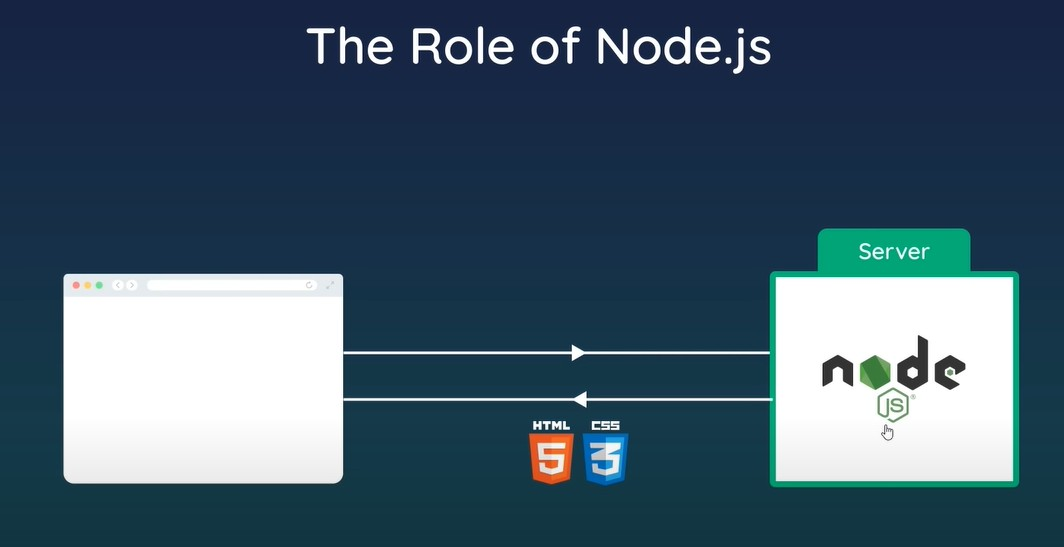 The Role of Node.js
Server
node
JS
HTML CSS
5 3